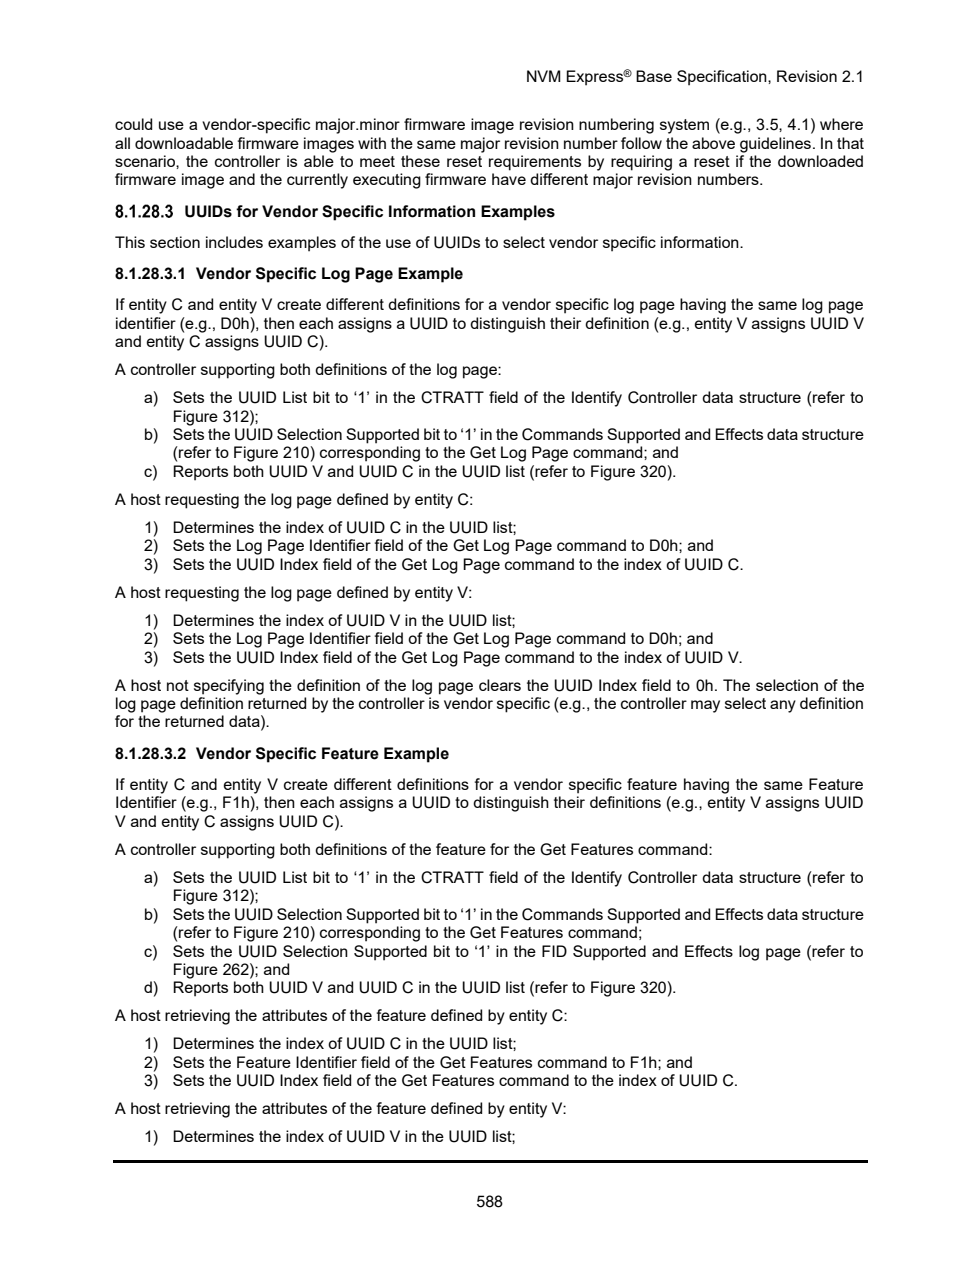 NVM Express® Base Specification, Revision 2.1
could use a vendor-specific major.minor firmware image revision numbering system (e.g., 3.5, 4.1) where
all downloadable firmware images with the same major revision number follow the above guidelines. In that
scenario, the controller is able to meet these reset requirements by requiring a reset if the downloaded
firmware image and the currently executing firmware have different major revision numbers.
8.1.28.3 UUIDs for Vendor Specific Information Examples
This section includes examples of the use of UUIDs to select vendor specific information.
8.1.28.3.1 Vendor Specific Log Page Example
If entity C and entity V create different definitions for a vendor specific log page having the same log page
identifier (e.g., D0h), then each assigns a UUID to distinguish their definition (e.g., entity V assigns UUID V
and entity C assigns UUID C).
A controller supporting both definitions of the log page:
a) Sets the UUID List bit to ‘1’ in the CTRATT field of the Identify Controller data structure (refer to
Figure 312);
b) Sets the UUID Selection Supported bit to ‘1’ in the Commands Supported and Effects data structure
(refer to Figure 210) corresponding to the Get Log Page command; and
c) Reports both UUID V and UUID C in the UUID list (refer to Figure 320).
A host requesting the log page defined by entity C:
1) Determines the index of UUID C in the UUID list;
2) Sets the Log Page Identifier field of the Get Log Page command to D0h; and
3) Sets the UUID Index field of the Get Log Page command to the index of UUID C.
A host requesting the log page defined by entity V:
1) Determines the index of UUID V in the UUID list;
2) Sets the Log Page Identifier field of the Get Log Page command to D0h; and
3) Sets the UUID Index field of the Get Log Page command to the index of UUID V.
A host not specifying the definition of the log page clears the UUID Index field to 0h. The selection of the
log page definition returned by the controller is vendor specific (e.g., the controller may select any definition
for the returned data).
8.1.28.3.2 Vendor Specific Feature Example
If entity C and entity V create different definitions for a vendor specific feature having the same Feature
Identifier (e.g., F1h), then each assigns a UUID to distinguish their definitions (e.g., entity V assigns UUID
V and entity C assigns UUID C).
A controller supporting both definitions of the feature for the Get Features command:
a) Sets the UUID List bit to ‘1’ in the CTRATT field of the Identify Controller data structure (refer to
Figure 312);
b) Sets the UUID Selection Supported bit to ‘1’ in the Commands Supported and Effects data structure
(refer to Figure 210) corresponding to the Get Features command;
c) Sets the UUID Selection Supported bit to ‘1’ in the FID Supported and Effects log page (refer to
Figure 262); and
d) Reports both UUID V and UUID C in the UUID list (refer to Figure 320).
A host retrieving the attributes of the feature defined by entity C:
1) Determines the index of UUID C in the UUID list;
2) Sets the Feature Identifier field of the Get Features command to F1h; and
3) Sets the UUID Index field of the Get Features command to the index of UUID C.
A host retrieving the attributes of the feature defined by entity V:
1) Determines the index of UUID V in the UUID list;
588